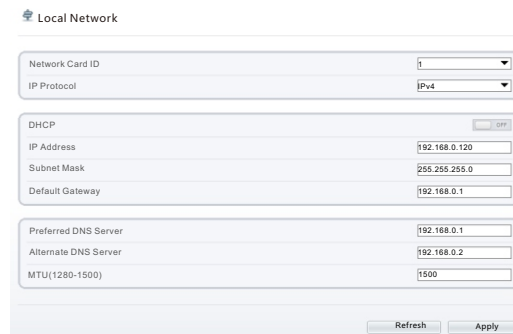 Local Network
Network Card ID 1
IP Protocol IPv4
DHCP OFF
IP Address 192.168.0.120
Subnet Mask 255.255.255.0
Default Gateway 192.168.0.1
Preferred DNS Server 192.168.0.1
Alternate DNS Server 192.168.0.2
MTU(1280-1500) 1500
Refresh Apply